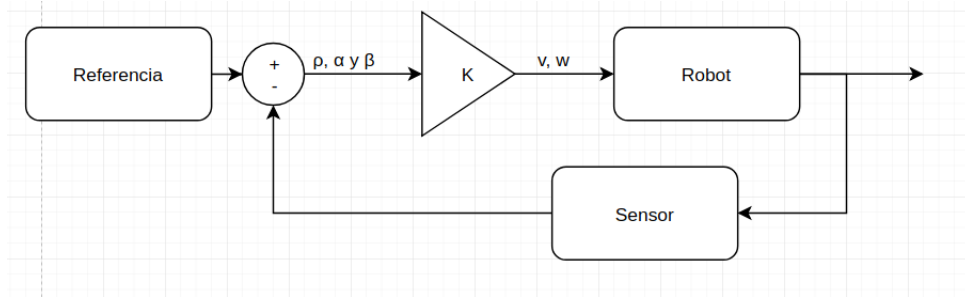 Referencia
+
-
ρ, α y β
K
v, w
Robot
Sensor